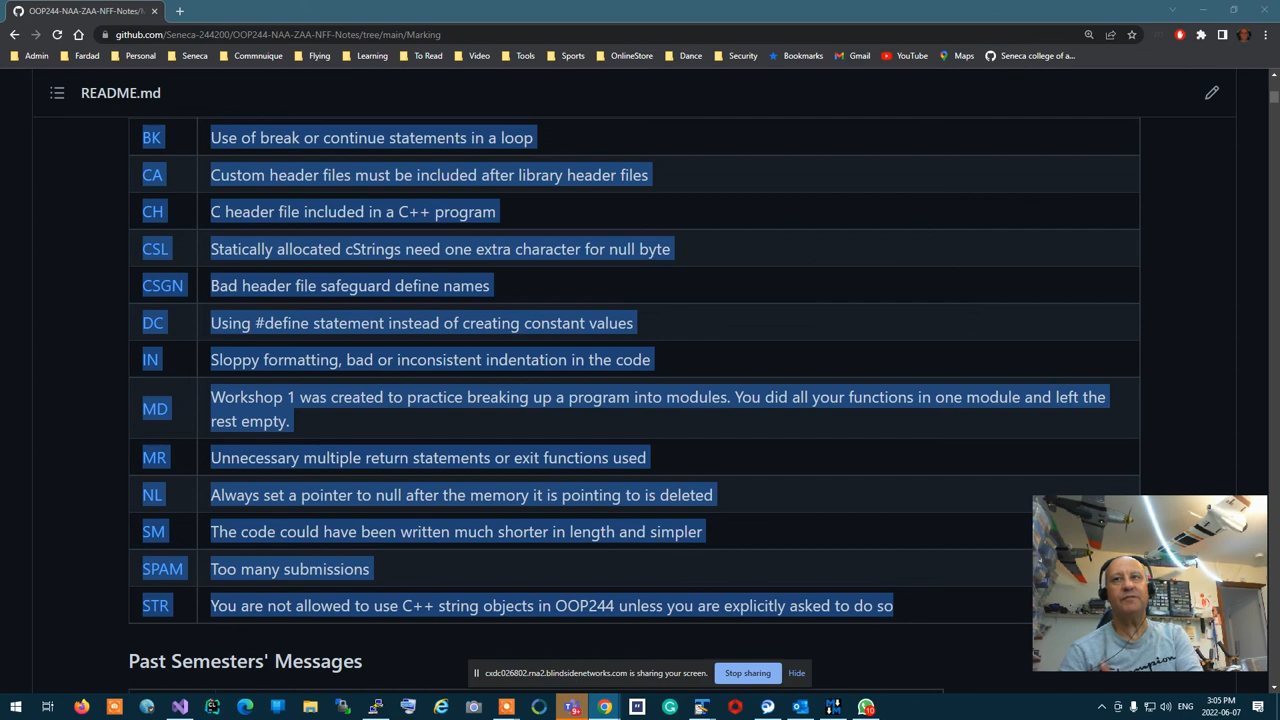 OOP244-NAA-ZAA-NFF-Notes/
github.com/Seneca-244200/OOP244-NAA-ZAA-NFF-Notes/tree/main/Marking
Admin Fardad Personal Seneca Commnuique Flying Learning To Read Video Tools Sports OnlineStore Dance Security Bookmarks Gmail YouTube Maps Seneca college of a...
README.md
BK Use of break or continue statements in a loop
CA Custom header files must be included after library header files
CH C header file included in a C++ program
CSL Statically allocated cStrings need one extra character for null byte
CSGN Bad header file safeguard define names
DC Using #define statement instead of creating constant values
IN Sloppy formatting, bad or inconsistent indentation in the code
MD Workshop 1 was created to practice breaking up a program into modules. You did all your functions in one module and left the
rest empty.
MR Unnecessary multiple return statements or exit functions used
NL Always set a pointer to null after the memory it is pointing to is deleted
SM The code could have been written much shorter in length and simpler
SPAM Too many submissions
STR You are not allowed to use C++ string objects in OOP244 unless you are explicitly asked to do so
Past Semesters' Messages
cxdc026802.rna2.blindsidenetworks.com is sharing your screen. Stop sharing Hide
ENG 3:05 PM
2022-06-07